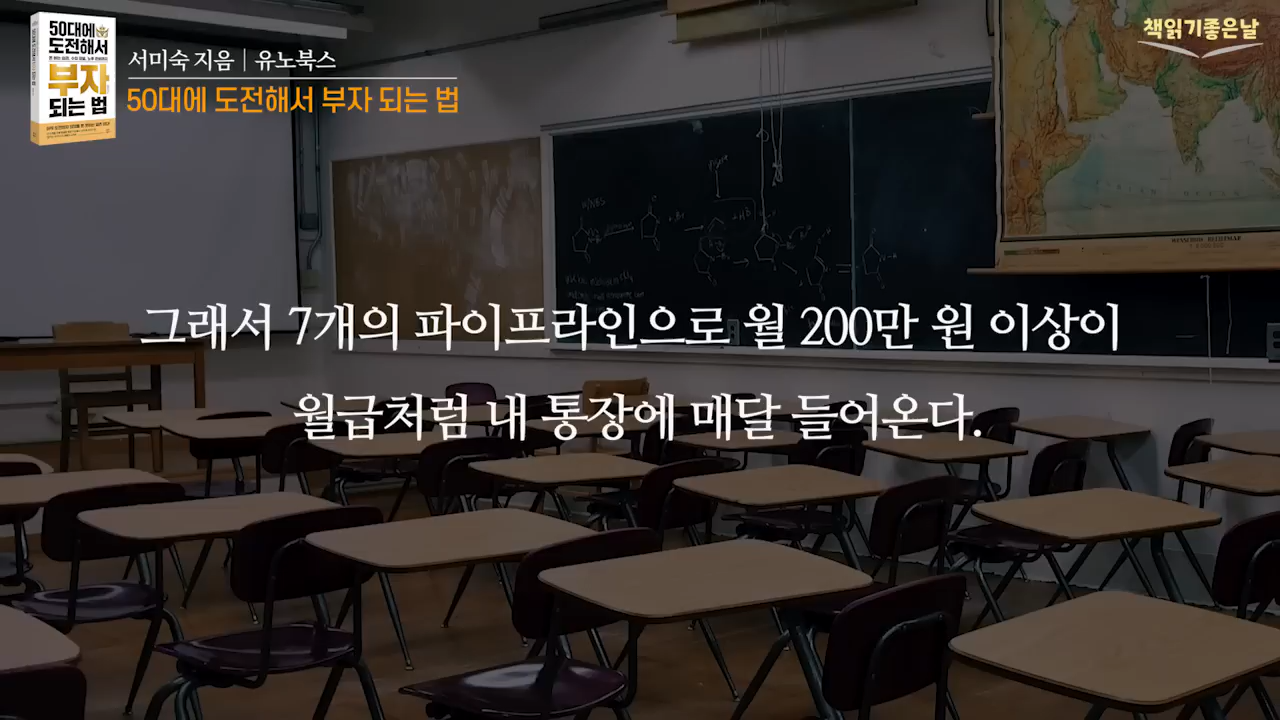 50대에
도전해서
부자
되는 법
서미숙 지음 | 유노북스
50대에 도전해서 부자 되는 법
책읽기좋은날
그래서 7개의 파이프라인으로 월 200만 원 이상이
월급처럼 내 통장에 매달 들어온다.